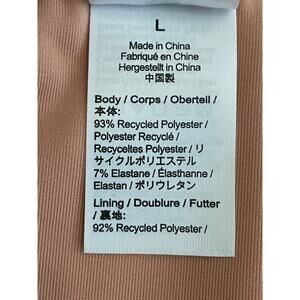 L
Made in China
Fabriqué en Chine
Hergestellt in China
中国製
Body / Corps / Oberteil /
本体:
93% Recycled Polyester /
Polyester Recyclé /
Recyceltes Polyester / リ
サイクルポリエステル
7% Elastane / Élasthanne /
Elastan / ポリウレタン
Lining / Doublure / Futter
/ 裏地:
92% Recycled Polyester /